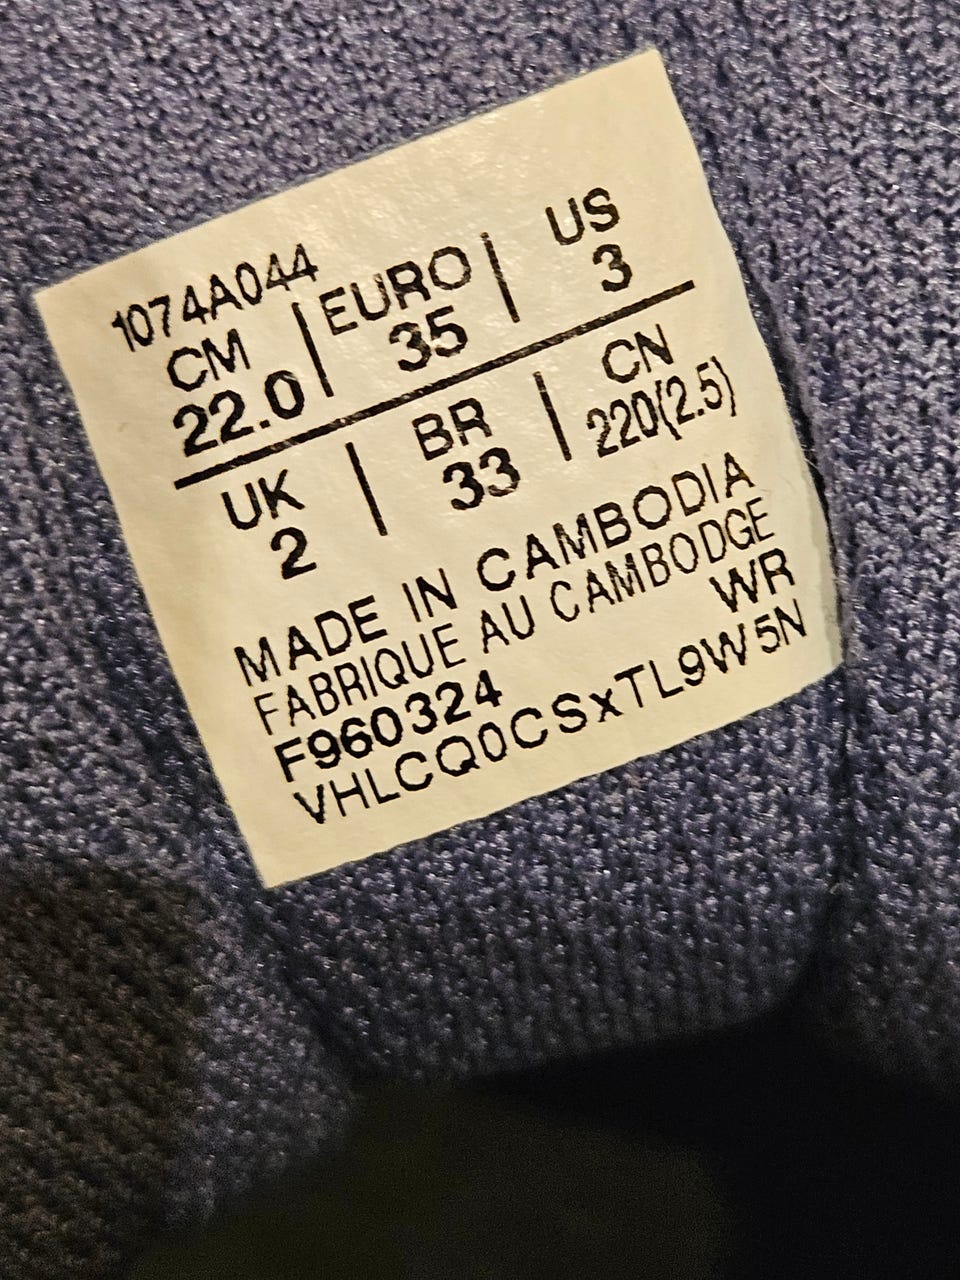 1074A044
CM | EURO | US
22.0 35 3
UK | BR | CN
2 33 220(2.5)
MADE IN CAMBODIA
FABRIQUE AU CAMBODGE
WR
F960324
VHLCQ0CSxTL9W5N